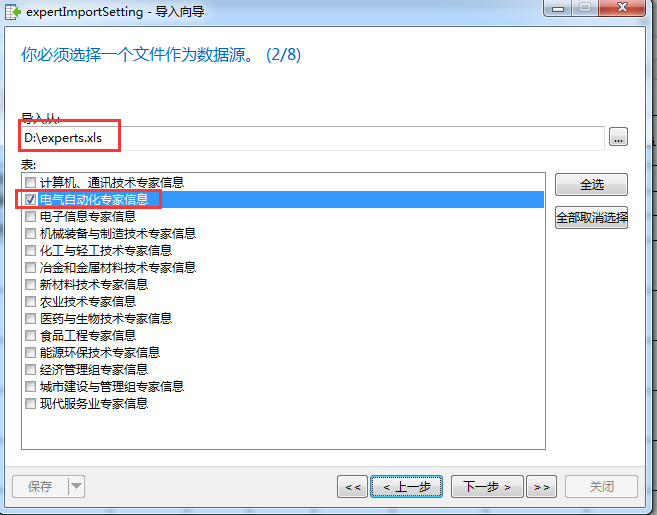 expertImportSetting - 导入向导
你必须选择一个文件作为数据源。 (2/8)
导入从:
D:\experts.xls
...
表:
计算机、通讯技术专家信息
电气自动化专家信息
电子信息专家信息
机械装备与制造技术专家信息
化工与轻工技术专家信息
冶金和金属材料技术专家信息
新材料技术专家信息
农业技术专家信息
医药与生物技术专家信息
食品工程专家信息
能源环保技术专家信息
经济管理组专家信息
城市建设与管理组专家信息
现代服务业专家信息
全选
全部取消选择
保存
<<
< 上一步
下一步 >
>>
关闭